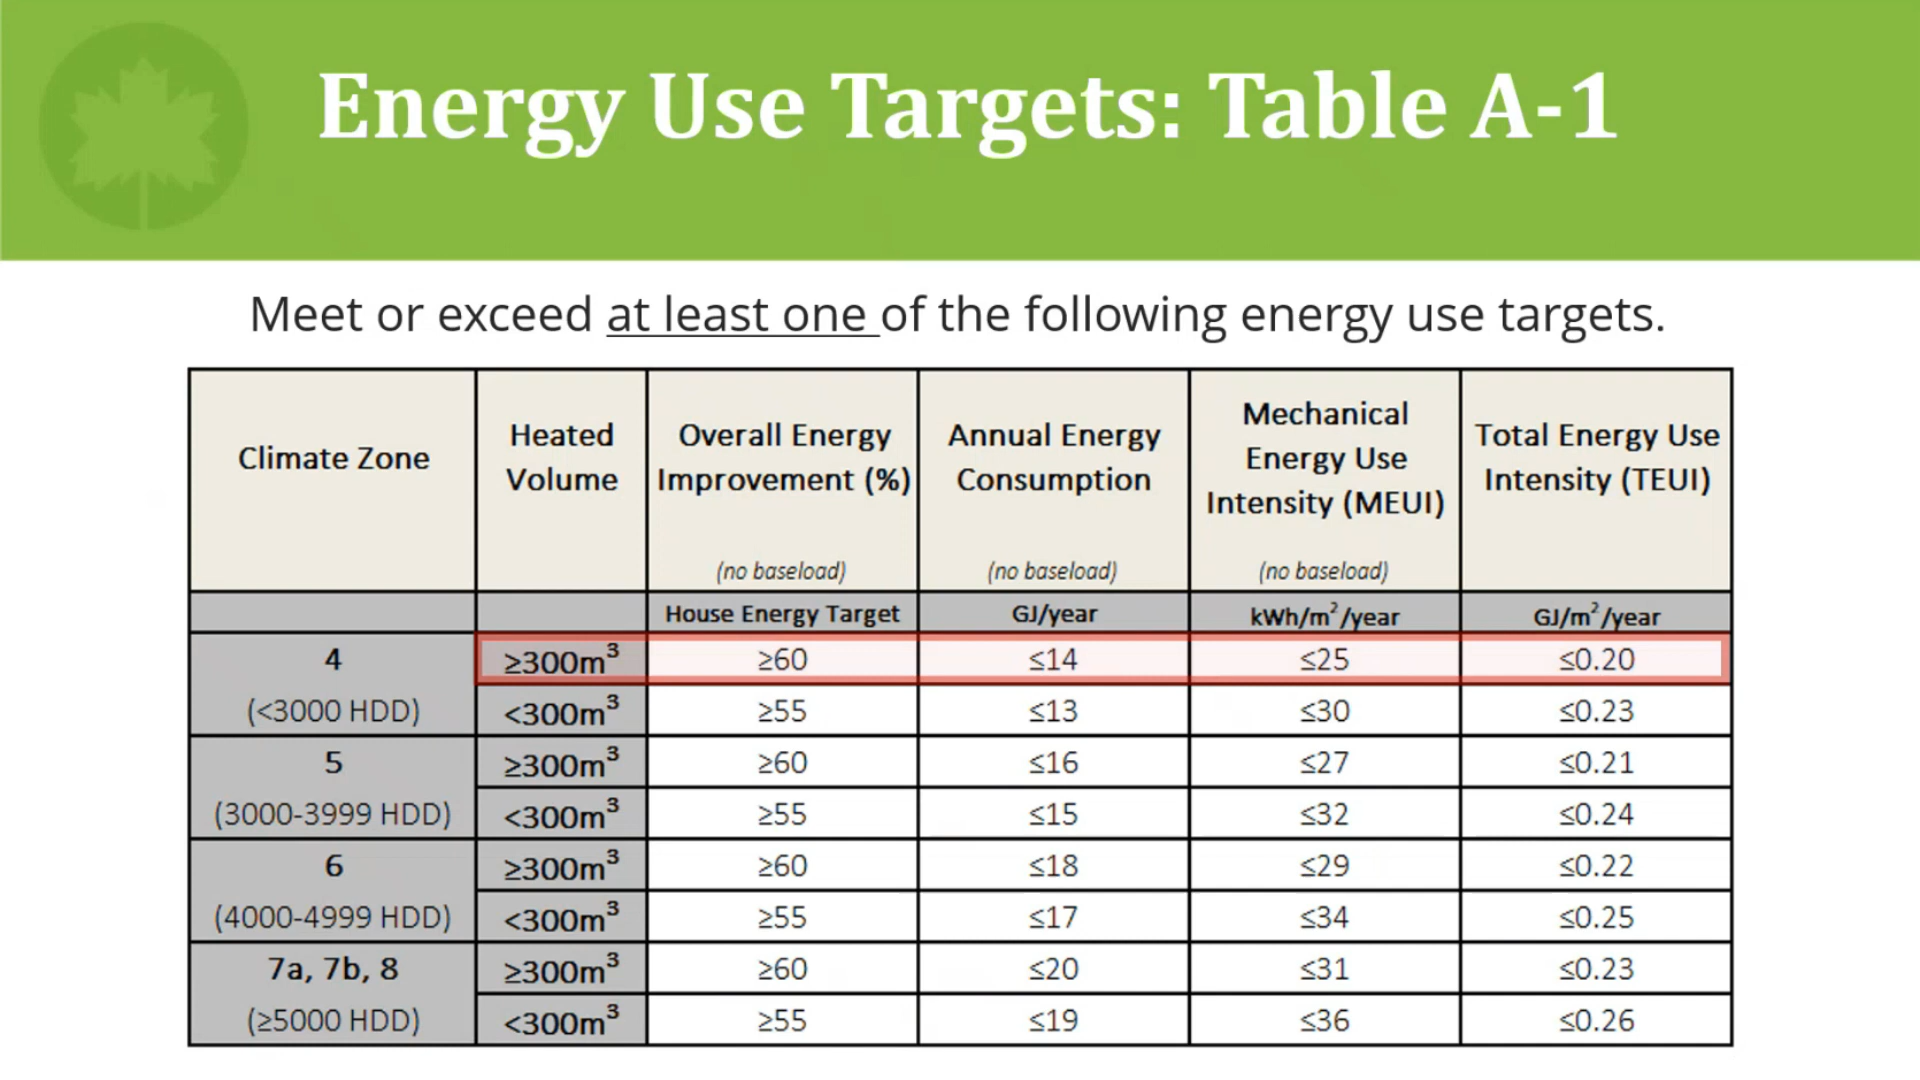 Energy Use Targets: Table A-1
Meet or exceed at least one of the following energy use targets.
Climate Zone | Heated Volume | Overall Energy Improvement (%) (no baseload) | Annual Energy Consumption (no baseload) | Mechanical Energy Use Intensity (MEUI) (no baseload) | Total Energy Use Intensity (TEUI)
House Energy Target | GJ/year | kWh/m²/year | GJ/m²/year
4 | ≥300m³ | ≥60 | ≤14 | ≤25 | ≤0.20
(<3000 HDD) | <300m³ | ≥55 | ≤13 | ≤30 | ≤0.23
5 | ≥300m³ | ≥60 | ≤16 | ≤27 | ≤0.21
(3000-3999 HDD) | <300m³ | ≥55 | ≤15 | ≤32 | ≤0.24
6 | ≥300m³ | ≥60 | ≤18 | ≤29 | ≤0.22
(4000-4999 HDD) | <300m³ | ≥55 | ≤17 | ≤34 | ≤0.25
7a, 7b, 8 | ≥300m³ | ≥60 | ≤20 | ≤31 | ≤0.23
(≥5000 HDD) | <300m³ | ≥55 | ≤19 | ≤36 | ≤0.26